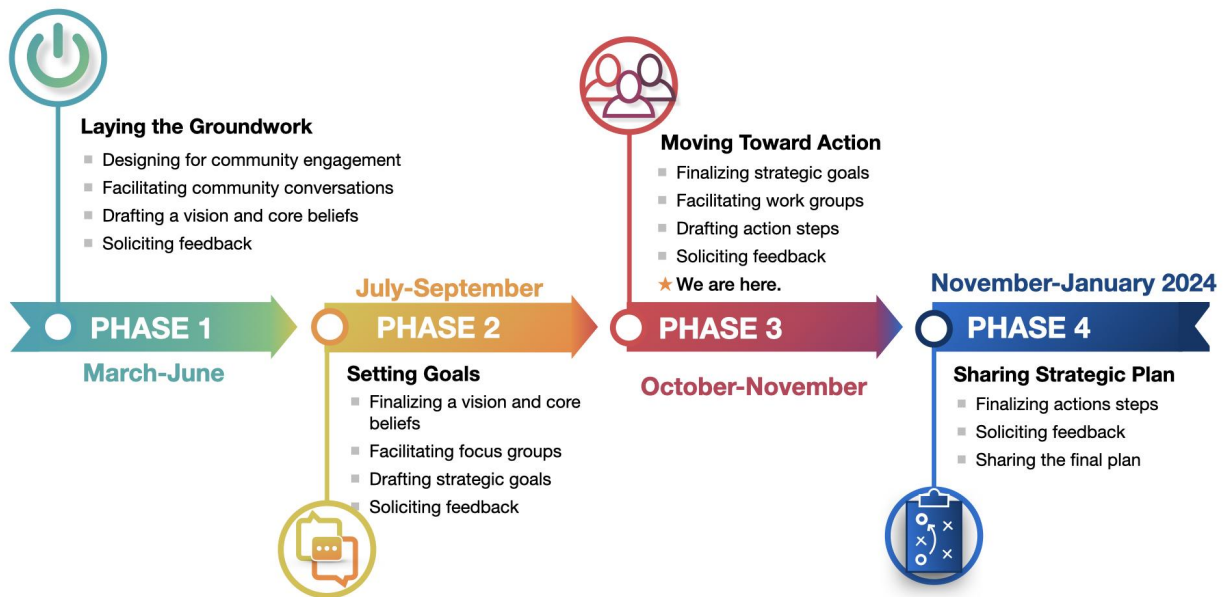 Laying the Groundwork
Designing for community engagement
Facilitating community conversations
Drafting a vision and core beliefs
Soliciting feedback
PHASE 1
March-June
July-September
PHASE 2
Setting Goals
Finalizing a vision and core
beliefs
Facilitating focus groups
Drafting strategic goals
Soliciting feedback
Moving Toward Action
Finalizing strategic goals
Facilitating work groups
Drafting action steps
Soliciting feedback
★ We are here.
PHASE 3
October-November
November-January 2024
PHASE 4
Sharing Strategic Plan
Finalizing actions steps
Soliciting feedback
Sharing the final plan